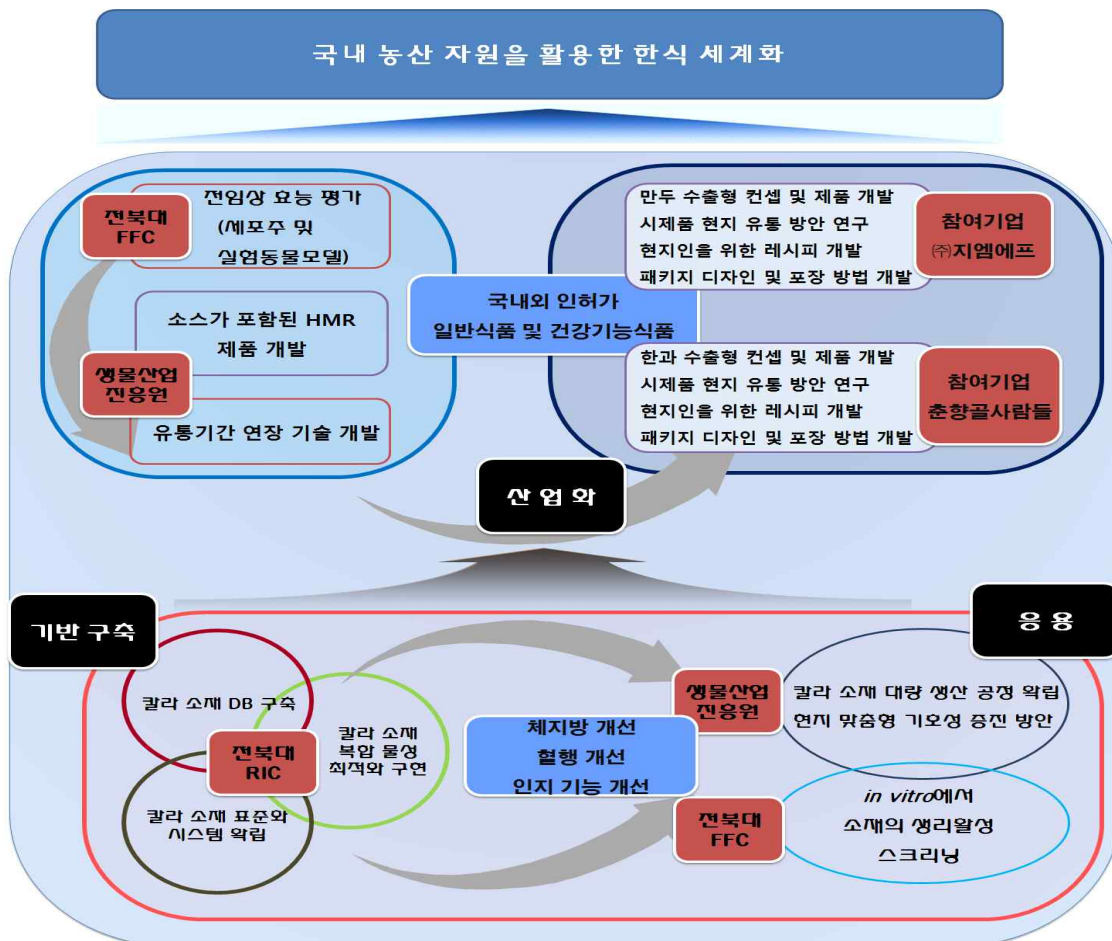 국내 농산 자원을 활용한 한식 세계화
전북대
FFC
전임상 효능 평가
(세포주 및
실험동물모델)
소스가 포함된 HMR
제품 개발
생물산업
진흥원
유통기간 연장 기술 개발
국내외 인허가
일반식품 및 건강기능식품
만두 수출형 컨셉 및 제품 개발
시제품 현지 유통 방안 연구
현지인을 위한 레시피 개발
패키지 디자인 및 포장 방법 개발
참여기업
㈜지엠에프
한과 수출형 컨셉 및 제품 개발
시제품 현지 유통 방안 연구
현지인을 위한 레시피 개발
패키지 디자인 및 포장 방법 개발
참여기업
춘향골사람들
산 업 화
기반 구축
응 용
칼라 소재 DB 구축
전북대
RIC
칼라 소재
복합 물성
최적화 구현
칼라 소재 표준화
시스템 확립
체지방 개선
혈행 개선
인지 기능 개선
생물산업
진흥원
칼라 소재 대량 생산 공정 확립
현지 맞춤형 기호성 증진 방안
전북대
FFC
in vitro에서
소재의 생리활성
스크리닝